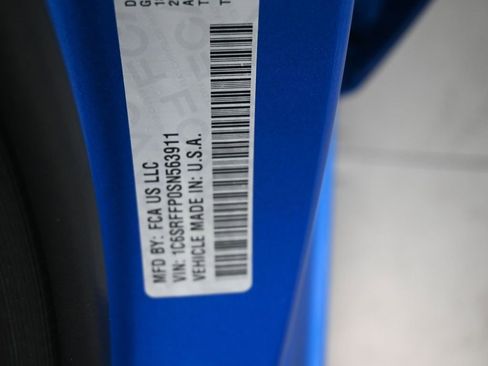 MFD BY: FCA US LLC
VIN: 1C6SRFFP0SN563911
VEHICLE MADE IN: U.S.A.